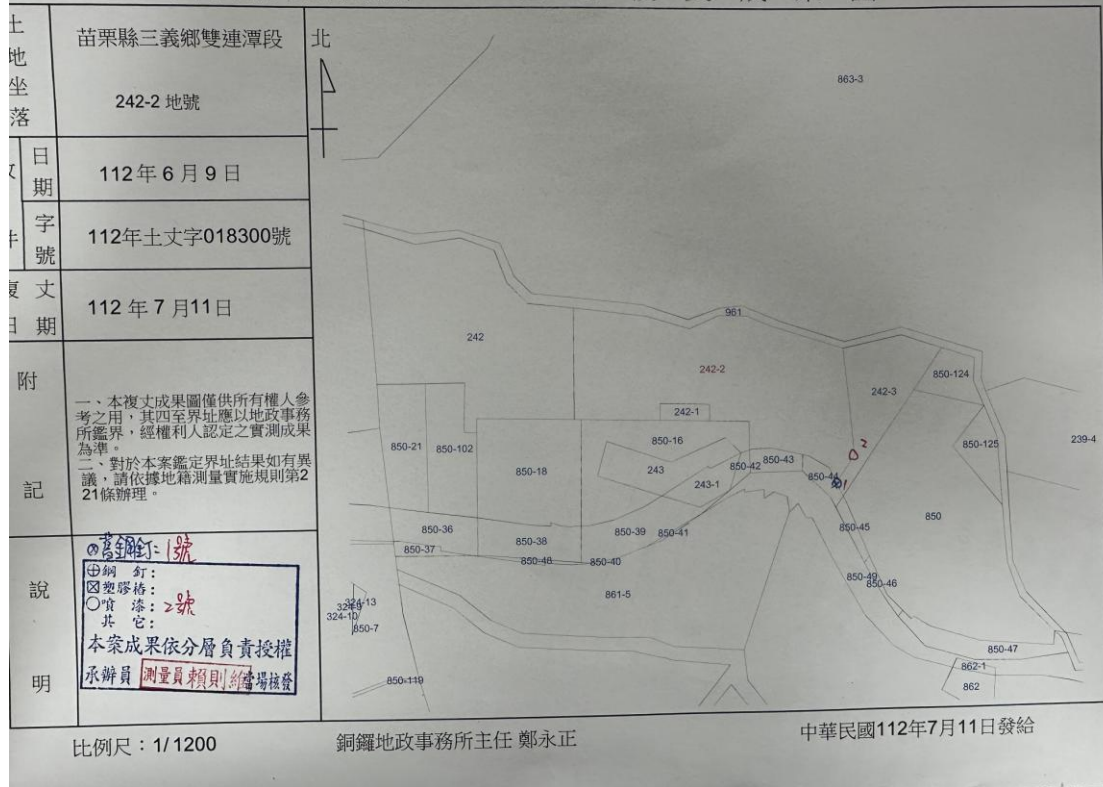 土地坐落
苗栗縣三義鄉雙連潭段
242-2 地號
日期
112 年 6 月 9 日
字號
112年土丈字018300號
複丈
日期
112 年 7 月11日
附記
一、本複丈成果圖僅供所有權人參
考之用，其四至界址應以地政事務
所鑑界，經權利人認定之實測成果
為準。
二、對於本案鑑定界址結果如有異
議，請依據地籍測量實施規則第2
21條辦理。
說明
舊鋼釘：1號
鋼釘：
塑膠樁：
噴漆：2號
其它：
本案成果依分層負責授權
承辦員 測量員賴則維 當場核發
北
863-3
961
242
242-2
242-3
850-124
242-1
850-21
850-102
850-16
850-125
239-4
850-18
243
850-42
850-43
243-1
850-44
2
1
850-36
850-39
850-41
850-45
850
850-37
850-38
850-48
850-40
850-49
850-46
861-5
324-13
324-9
324-10
850-7
850-47
862-1
862
850-119
比例尺：1/1200
銅鑼地政事務所主任 鄭永正
中華民國112年7月11日發給